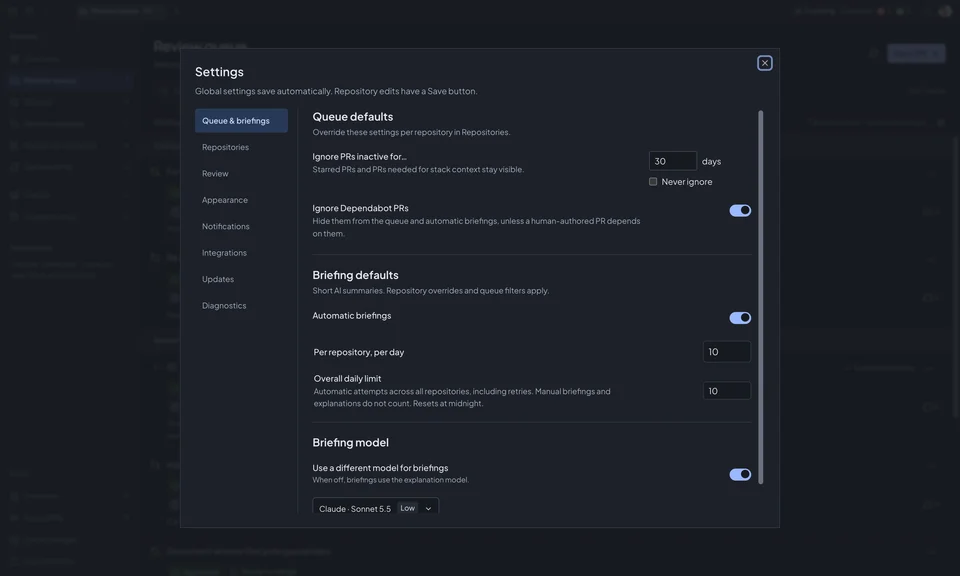 Settings
Global settings save automatically. Repository edits have a Save button.
Queue & briefings
Repositories
Review
Appearance
Notifications
Integrations
Updates
Diagnostics
Queue defaults
Override these settings per repository in Repositories.
Ignore PRs inactive for...
Starred PRs and PRs needed for stack context stay visible.
30 days
Never ignore
Ignore Dependabot PRs
Hide them from the queue and automatic briefings, unless a human-authored PR depends
on them.
Briefing defaults
Short AI summaries. Repository overrides and queue filters apply.
Automatic briefings
Per repository, per day
10
Overall daily limit
Automatic attempts across all repositories, including retries. Manual briefings and
explanations do not count. Resets at midnight.
10
Briefing model
Use a different model for briefings
When off, briefings use the explanation model.
Claude · Sonnet 5.5 Low